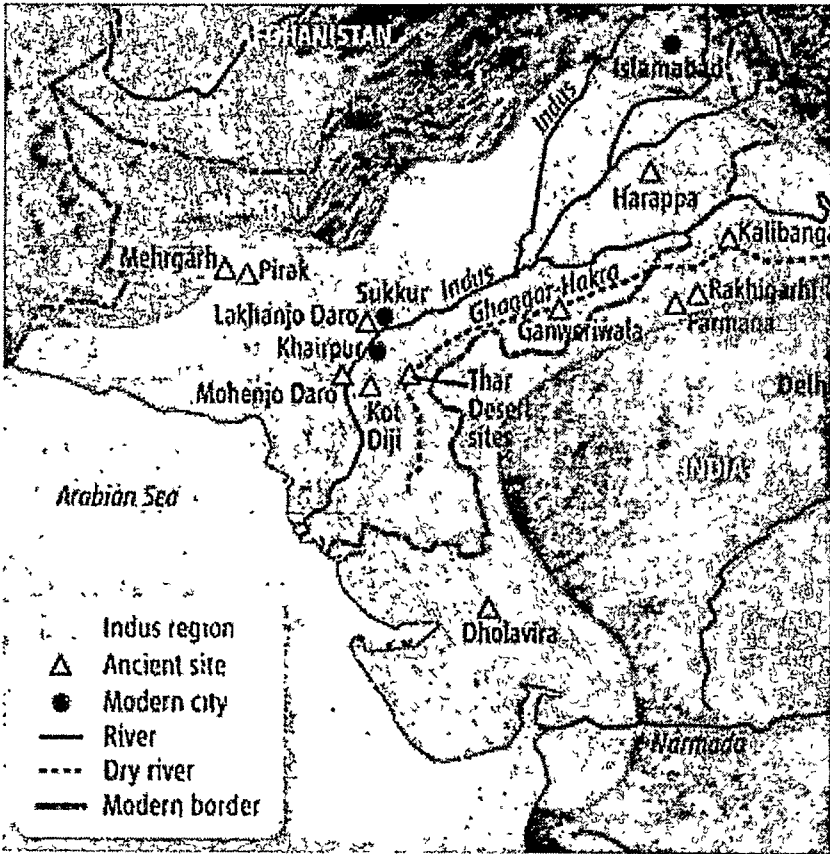 AFGHANISTAN
Islamabad
Indus
Harappa
Kalibanga
Mehrgarh
Pirak
Indus
Ghaggar-Hakra
Sukkur
Lakhanjo Daro
Rakhigarhi
Farmana
Ganweriwala
Khairpur
Mohenjo Daro
Kot
Diji
Thar
Desert
sites
Delh
INDIA
Arabian Sea
Dholavira
Narmada
Indus region
Ancient site
Modern city
River
Dry river
Modern border